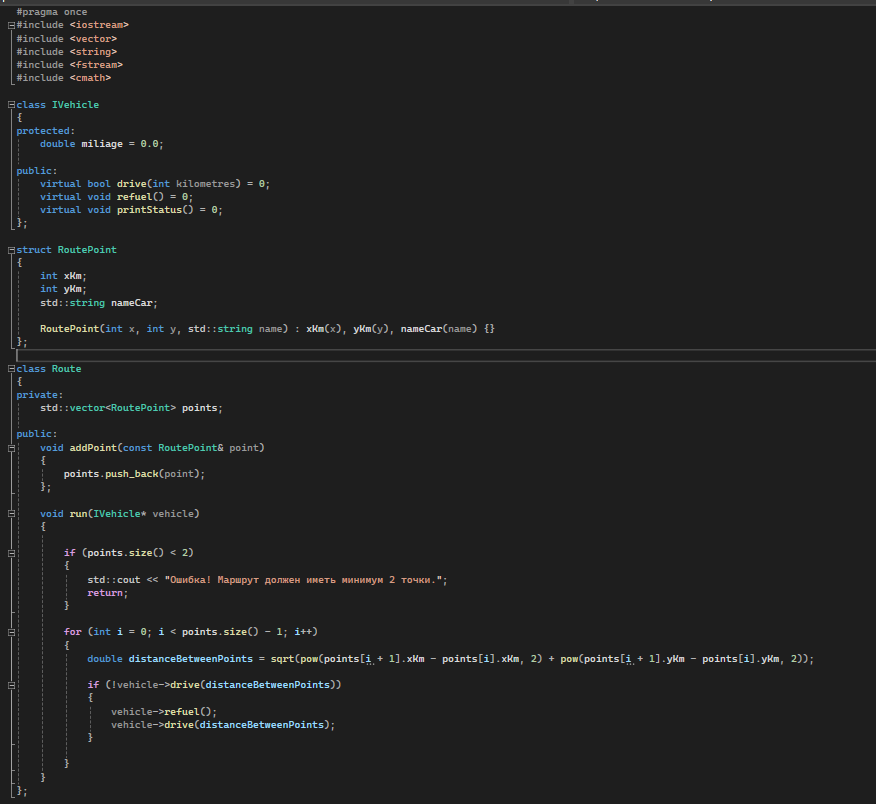 #pragma once
#include <iostream>
#include <vector>
#include <string>
#include <fstream>
#include <cmath>
class IVehicle
{
protected:
double miliage = 0.0;
public:
virtual bool drive(int kilometres) = 0;
virtual void refuel() = 0;
virtual void printStatus() = 0;
};
struct RoutePoint
{
int xKm;
int yKm;
std::string nameCar;
RoutePoint(int x, int y, std::string name) : xKm(x), yKm(y), nameCar(name) {}
};
class Route
{
private:
std::vector<RoutePoint> points;
public:
void addPoint(const RoutePoint& point)
{
points.push_back(point);
};
void run(IVehicle* vehicle)
{
if (points.size() < 2)
{
std::cout << "Ошибка! Маршрут должен иметь минимум 2 точки.";
return;
}
for (int i = 0; i < points.size() - 1; i++)
{
double distanceBetweenPoints = sqrt(pow(points[i + 1].xKm - points[i].xKm, 2) + pow(points[i + 1].yKm - points[i].yKm, 2));
if (!vehicle->drive(distanceBetweenPoints))
{
vehicle->refuel();
vehicle->drive(distanceBetweenPoints);
}
}
}
};